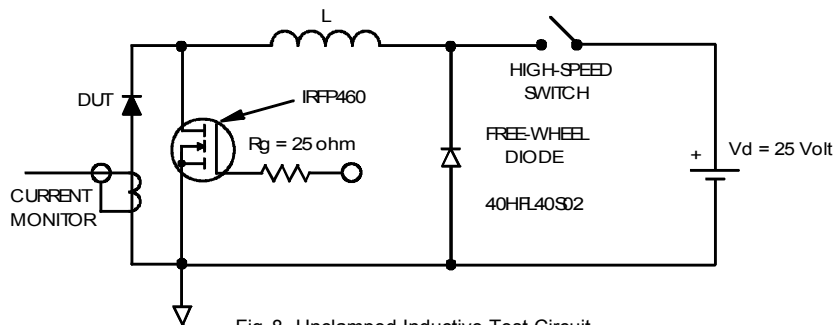 L
DUT
IRFP460
HIGH-SPEED
SWITCH
Rg = 25 ohm
FREE-WHEEL
DIODE
+
Vd = 25 Volt
CURRENT
MONITOR
40HFL40S02
Fig. 8 - Unclamped Inductive Test Circuit